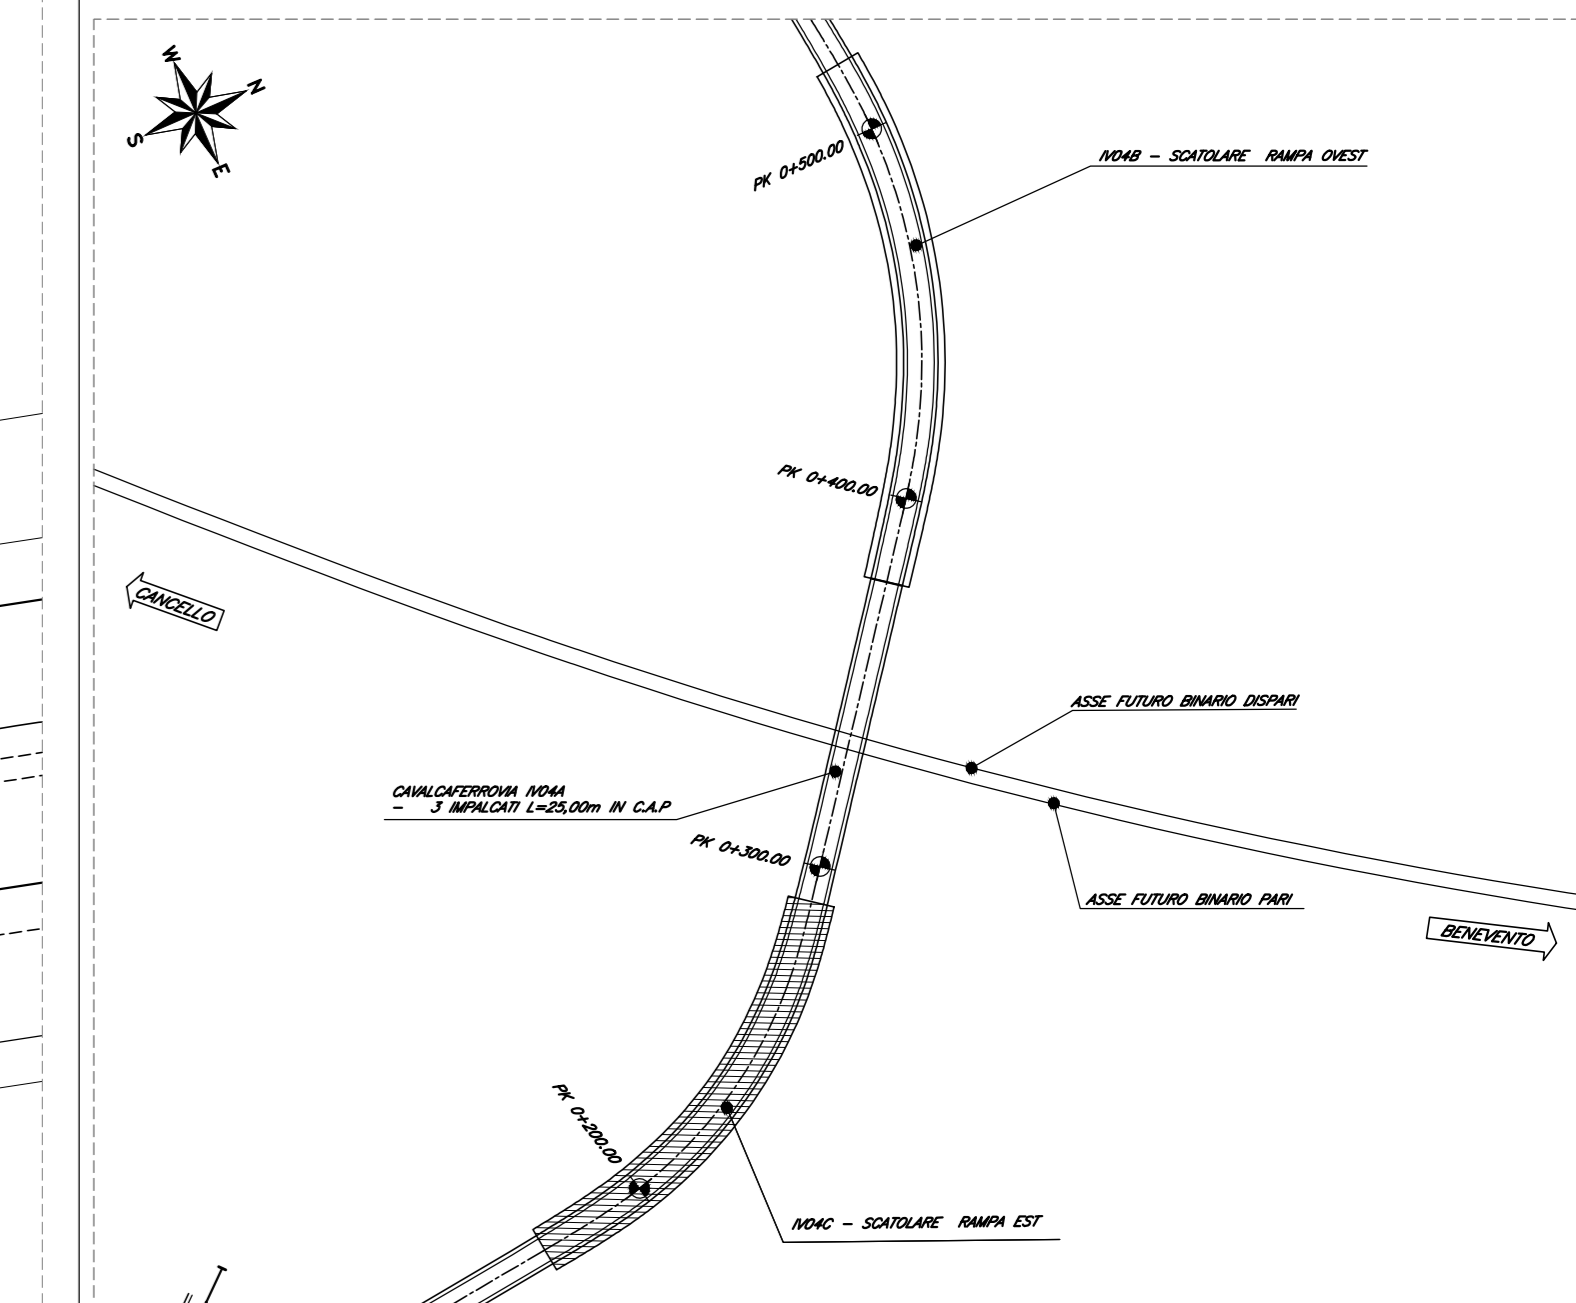 W
N
S
E
PK 0+500.00
IV04B - SCATOLARE RAMPA OVEST
PK 0+400.00
CANCELLO
ASSE FUTURO BINARIO DISPARI
CAVALCAFERROVIA IV04A
- 3 IMPALCATI L=25,00m IN C.A.P
PK 0+300.00
ASSE FUTURO BINARIO PARI
BENEVENTO
PK 0+200.00
IV04C - SCATOLARE RAMPA EST